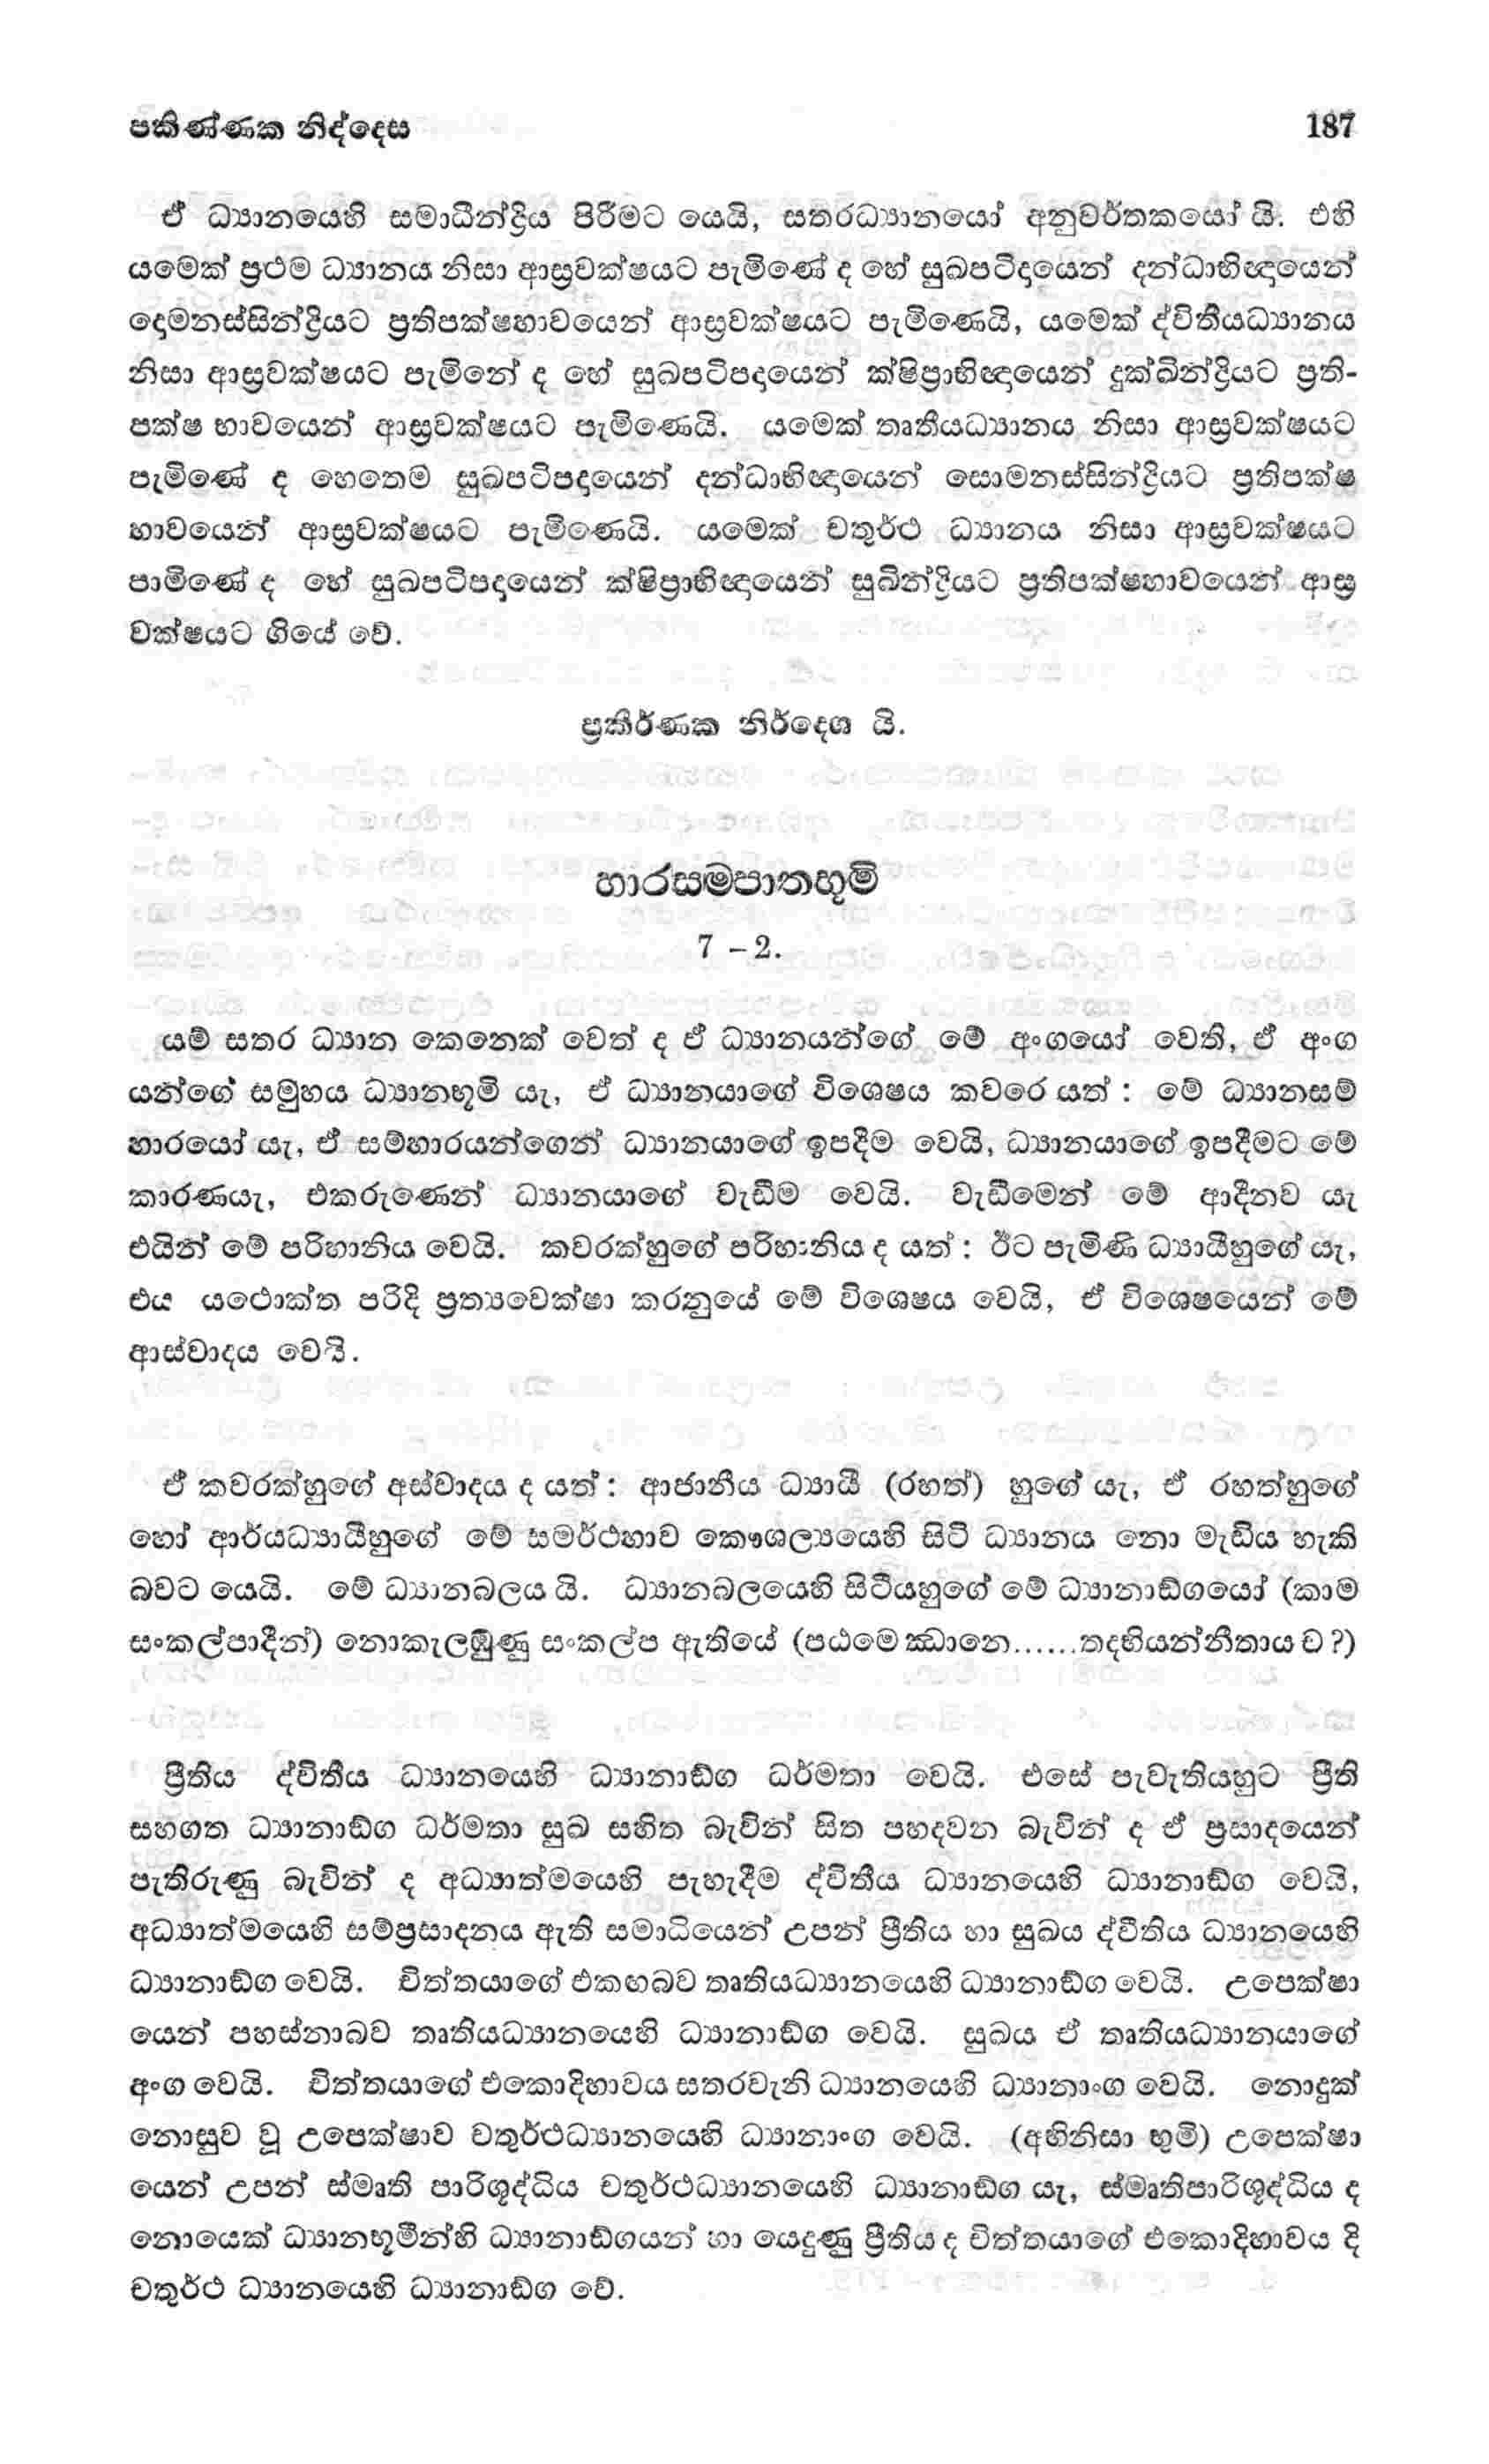 පකිණ්ණක නිද්දෙස 187
ඒ ධ්‍යානයෙහි සමාධීන්ද්‍රිය පිරීමට යෙයි, සතරධ්‍යානයෝ අනුවර්තකයෝ යි. එහි
යමෙක් ප්‍රථම ධ්‍යානය නිසා ආස්‍රවක්ෂයට පැමිණේ ද හේ සුඛපටිදායෙන් දන්ධාභිඥායෙන්
දොමනස්සින්ද්‍රියට ප්‍රතිපක්ෂභාවයෙන් ආස්‍රවක්ෂයට පැමිණෙයි, යමෙක් ද්විතීයධ්‍යානය
නිසා ආස්‍රවක්ෂයට පැමිනේ ද හේ සුඛපටිපදායෙන් ක්ෂිප්‍රාභිඥායෙන් දුක්ඛින්ද්‍රියට ප්‍රති-
පක්ෂ භාවයෙන් ආස්‍රවක්ෂයට පැමිණෙයි. යමෙක් තෘතීයධ්‍යානය නිසා ආස්‍රවක්ෂයට
පැමිණේ ද හෙතෙම සුඛපටිපදායෙන් දන්ධාභිඥායෙන් සොමනස්සින්ද්‍රියට ප්‍රතිපක්ෂ
භාවයෙන් ආස්‍රවක්ෂයට පැමිණෙයි. යමෙක් චතුර්ථ ධ්‍යානය නිසා ආස්‍රවක්ෂයට
පාමිණේ ද හේ සුඛපටිපදායෙන් ක්ෂිප්‍රාභිඥායෙන් සුඛින්ද්‍රියට ප්‍රතිපක්ෂභාවයෙන් ආස්‍ර
වක්ෂයට ගියේ වේ.
ප්‍රකීර්ණක නිර්දෙශ යි.
හාරසම්පාතභූමි
7 – 2.
යම් සතර ධ්‍යාන කෙනෙක් වෙත් ද ඒ ධ්‍යානයන්ගේ මේ අංගයෝ වෙති, ඒ අංග
යන්ගේ සමුහය ධ්‍යානභූමි යැ, ඒ ධ්‍යානයාගේ විශෙෂය කවරෙ යත් : මේ ධ්‍යානසම්
භාරයෝ යැ, ඒ සම්භාරයන්ගෙන් ධ්‍යානයාගේ ඉපදීම වෙයි, ධ්‍යානයාගේ ඉපදීමට මේ
කාරණයැ, එකරුණෙන් ධ්‍යානයාගේ වැඩීම වෙයි. වැඩීමෙන් මේ ආදීනව යැ
එයින් මේ පරිහානිය වෙයි. කවරක්හුගේ පරිහානිය ද යත් : ඊට පැමිණි ධ්‍යායීහුගේ යැ,
එය යථොක්ත පරිදි ප්‍රත්‍යවෙක්ෂා කරනුයේ මේ විශෙෂය වෙයි, ඒ විශෙෂයෙන් මේ
ආස්වාදය වෙයි.
ඒ කවරක්හුගේ අස්වාදය ද යත් : ආජානීය ධ්‍යායී (රහත්) හුගේ යැ, ඒ රහත්හුගේ
හෝ ආර්යධ්‍යායීහුගේ මේ සමර්ථභාව කෞශල්‍යයෙහි සිටි ධ්‍යානය නො මැඩිය හැකි
බවට යෙයි. මේ ධ්‍යානබලය යි. ධ්‍යානබලයෙහි සිටියහුගේ මේ ධ්‍යානාඞ්ගයෝ (කාම
සංකල්පාදීන්) නොකැලඹුණු සංකල්ප ඇතියේ (පඨමෙ ඣානෙ......තදභියන්නීතාය ච ?)
ප්‍රීතිය ද්විතීය ධ්‍යානයෙහි ධ්‍යානාඞ්ග ධර්මතා වෙයි. එසේ පැවැතියහුට ප්‍රීති
සහගත ධ්‍යානාඞ්ග ධර්මතා සුඛ සහිත බැවින් සිත පහදවන බැවින් ද ඒ ප්‍රසාදයෙන්
පැතිරුණු බැවින් ද අධ්‍යාත්මයෙහි පැහැදීම ද්විතීය ධ්‍යානයෙහි ධ්‍යානාඞ්ග වෙයි,
අධ්‍යාත්මයෙහි සම්ප්‍රසාදනය ඇති සමාධියෙන් උපන් ප්‍රීතිය හා සුඛය ද්විතිය ධ්‍යානයෙහි
ධ්‍යානාඞ්ග වෙයි. චිත්තයාගේ එකඟබව තෘතියධ්‍යානයෙහි ධ්‍යානාඞ්ග වෙයි. උපෙක්ෂා
යෙන් පහස්නාබව තෘතියධ්‍යානයෙහි ධ්‍යානාඞ්ග වෙයි. සුඛය ඒ තෘතියධ්‍යානයාගේ
අංග වෙයි. චිත්තයාගේ එකොදිභාවය සතරවැනි ධ්‍යානයෙහි ධ්‍යානාංග වෙයි. නොදුක්
නොසුව වූ උපෙක්ෂාව චතුර්ථධ්‍යානයෙහි ධ්‍යානාංග වෙයි. (අභිනිසා භුමි) උපෙක්ෂා
යෙන් උපන් ස්මෘති පාරිශුද්ධිය චතුර්ථධ්‍යානයෙහි ධ්‍යානාඞ්ග යැ, ස්මෘතිපාරිශුද්ධිය ද
නොයෙක් ධ්‍යානභූමීන්හි ධ්‍යානාඞ්ගයන් හා යෙදුණු ප්‍රීතිය ද චිත්තයාගේ එකොදිභාවය දි
චතුර්ථ ධ්‍යානයෙහි ධ්‍යානාඞ්ග වේ.